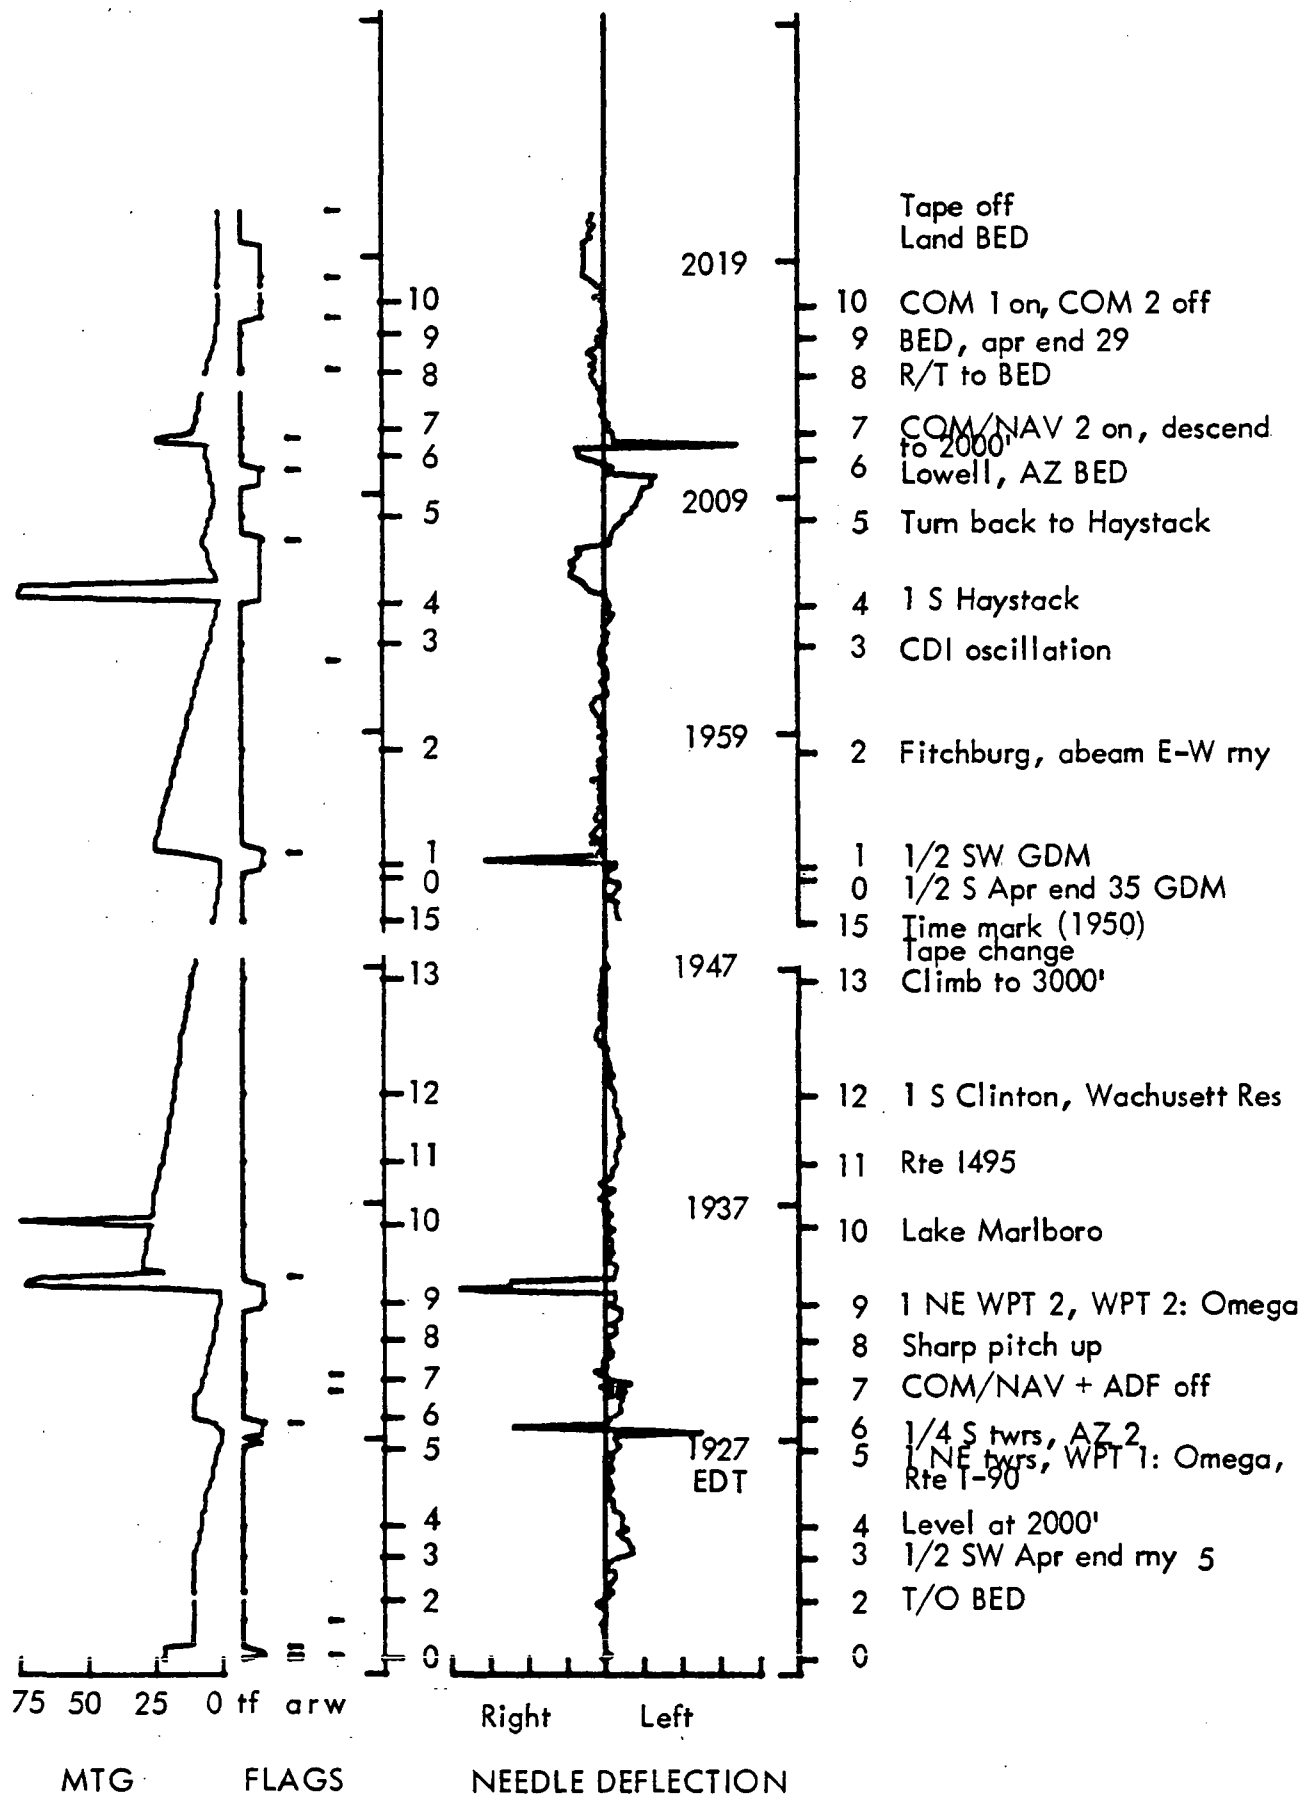 Tape off
Land BED
2019
10 10 COM 1 on, COM 2 off
9 9 BED, apr end 29
8 8 R/T to BED
7 7 COM/NAV 2 on, descend
to 2000'
6 6 Lowell, AZ BED
2009
5 5 Turn back to Haystack
4 4 1 S Haystack
3 3 CDI oscillation
1959
2 2 Fitchburg, abeam E-W rny
1 1 1/2 SW GDM
0 0 1/2 S Apr end 35 GDM
15 15 Time mark (1950)
Tape change
1947
13 13 Climb to 3000'
12 12 1 S Clinton, Wachusett Res
11 11 Rte I495
1937
10 10 Lake Marlboro
9 9 1 NE WPT 2, WPT 2: Omega
8 8 Sharp pitch up
7 7 COM/NAV + ADF off
6 6 1/4 S twrs, AZ 2
1927
5 5 1 NE twrs, WPT 1: Omega,
EDT Rte I-90
4 4 Level at 2000'
3 3 1/2 SW Apr end rny 5
2 2 T/O BED
0 0
75 50 25 0 tf a r w
Right Left
MTG FLAGS NEEDLE DEFLECTION